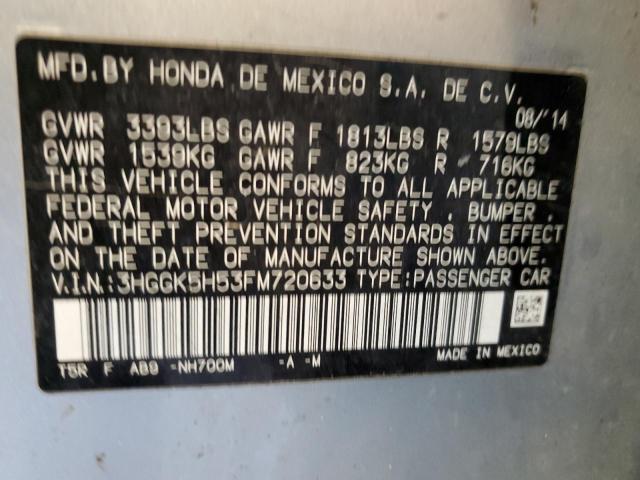 MFD. BY HONDA DE MEXICO S.A. DE C.V.
08/'14
GVWR 3393LBS GAWR F 1813LBS R 1579LBS
GVWR 1539KG GAWR F 823KG R 716KG
THIS VEHICLE CONFORMS TO ALL APPLICABLE
FEDERAL MOTOR VEHICLE SAFETY, BUMPER,
AND THEFT PREVENTION STANDARDS IN EFFECT
ON THE DATE OF MANUFACTURE SHOWN ABOVE.
V.I.N.:3HGGK5H53FM720633 TYPE:PASSENGER CAR
T5R F AB9 -NH700M -A -M MADE IN MEXICO